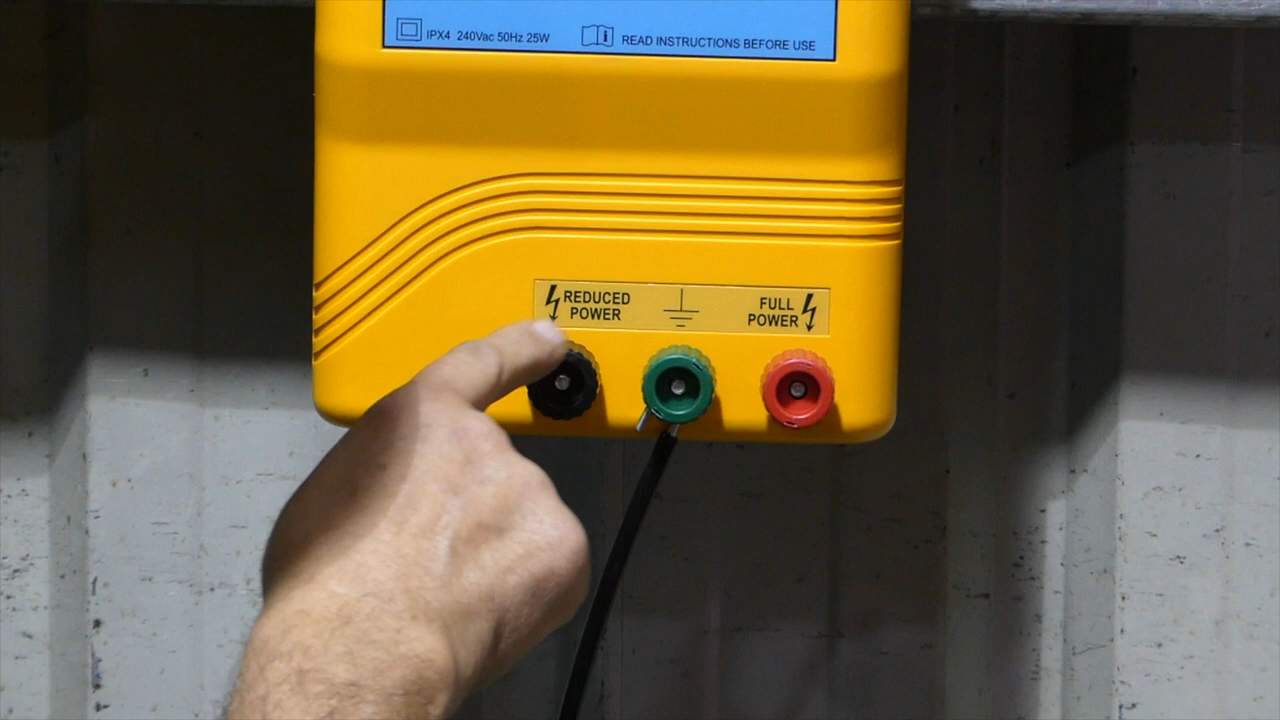 IPX4 240Vac 50Hz 25W
READ INSTRUCTIONS BEFORE USE
REDUCED
POWER
FULL
POWER